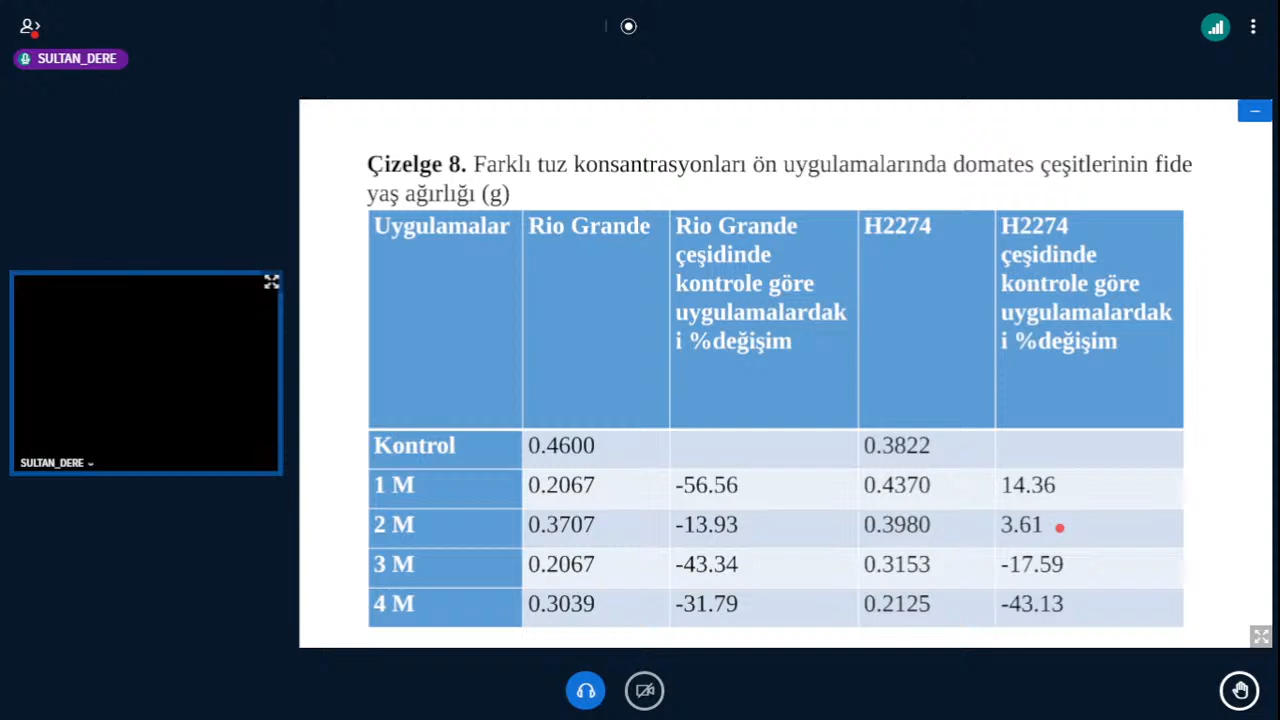 SULTAN_DERE
Çizelge 8. Farklı tuz konsantrasyonları ön uygulamalarında domates çeşitlerinin fide
yaş ağırlığı (g)
Uygulamalar Rio Grande Rio Grande çeşidinde kontrole göre uygulamalardak i %değişim H2274 H2274 çeşidinde kontrole göre uygulamalardak i %değişim
Kontrol 0.4600 0.3822
1 M 0.2067 -56.56 0.4370 14.36
2 M 0.3707 -13.93 0.3980 3.61
3 M 0.2067 -43.34 0.3153 -17.59
4 M 0.3039 -31.79 0.2125 -43.13
SULTAN_DERE